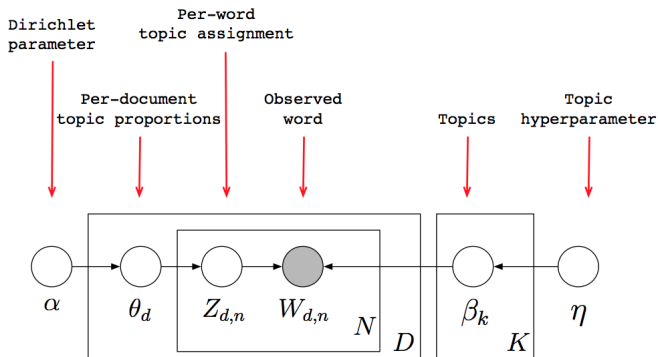 Dirichlet
parameter
Per-word
topic assignment
Per-document
topic proportions
Observed
word
Topics
Topic
hyperparameter
α
θ_d
Z_{d,n}
W_{d,n}
N
D
β_k
K
η